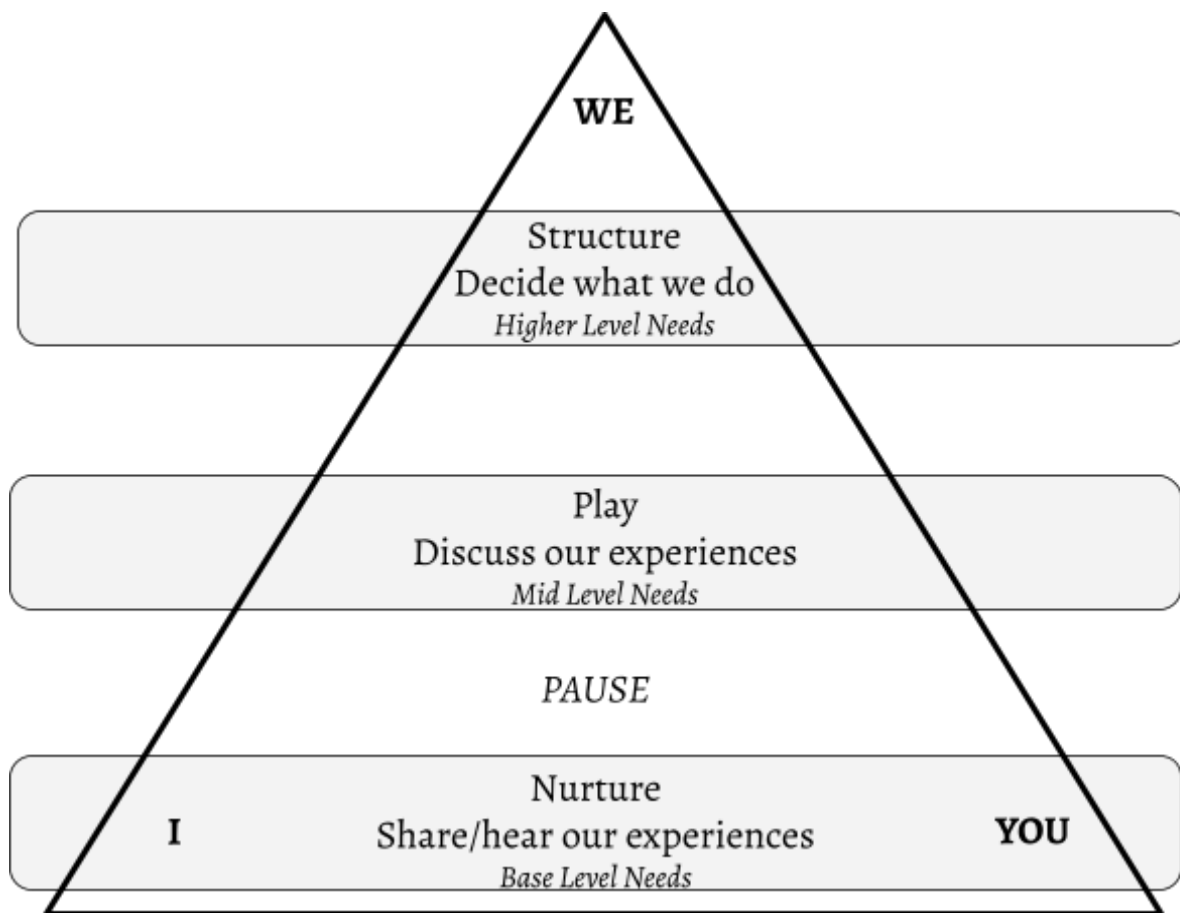 WE
Structure
Decide what we do
Higher Level Needs
Play
Discuss our experiences
Mid Level Needs
PAUSE
Nurture
I Share/hear our experiences YOU
Base Level Needs